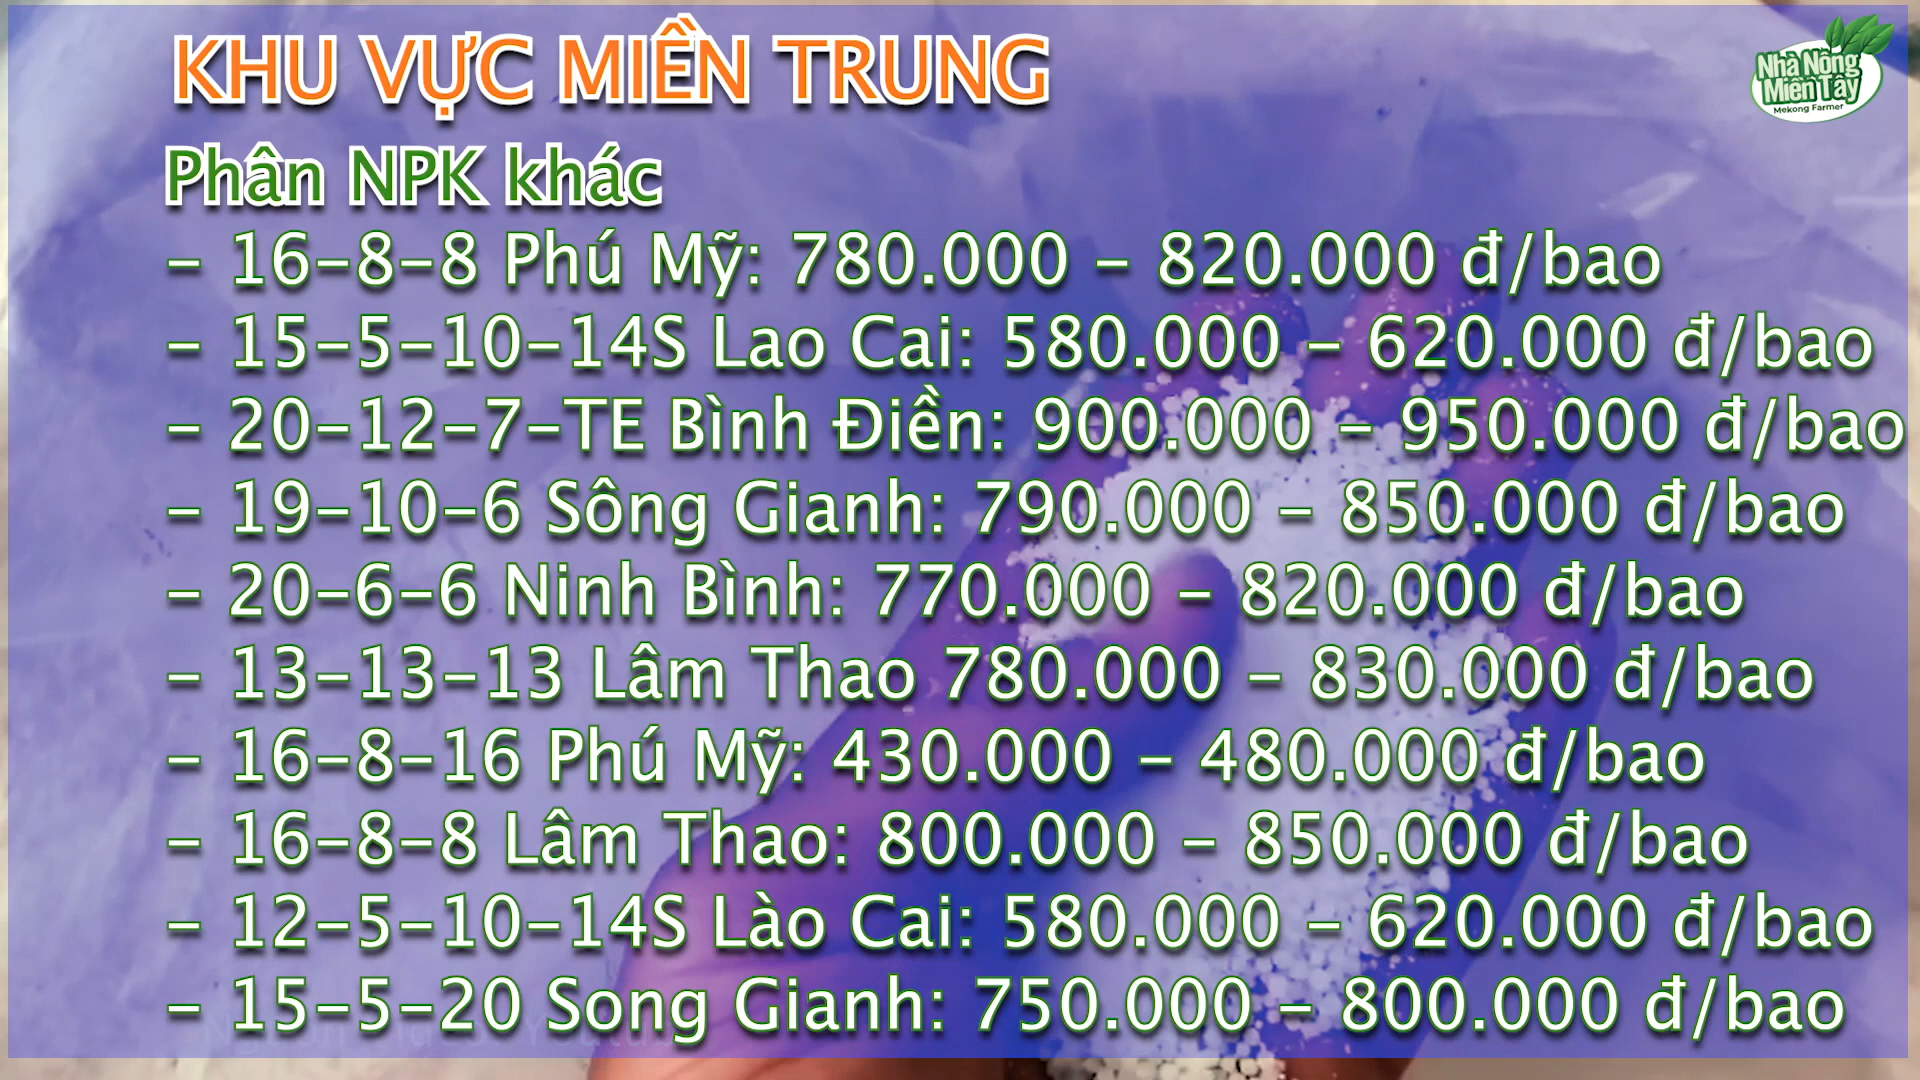 KHU VỰC MIỀN TRUNG
Nhà Nông
Miền Tây
Mekong Farmer
Phân NPK khác
- 16-8-8 Phú Mỹ: 780.000 - 820.000 đ/bao
- 15-5-10-14S Lao Cai: 580.000 - 620.000 đ/bao
- 20-12-7-TE Bình Điền: 900.000 - 950.000 đ/bao
- 19-10-6 Sông Gianh: 790.000 - 850.000 đ/bao
- 20-6-6 Ninh Bình: 770.000 - 820.000 đ/bao
- 13-13-13 Lâm Thao 780.000 - 830.000 đ/bao
- 16-8-16 Phú Mỹ: 430.000 - 480.000 đ/bao
- 16-8-8 Lâm Thao: 800.000 - 850.000 đ/bao
- 12-5-10-14S Lào Cai: 580.000 - 620.000 đ/bao
- 15-5-20 Song Gianh: 750.000 - 800.000 đ/bao